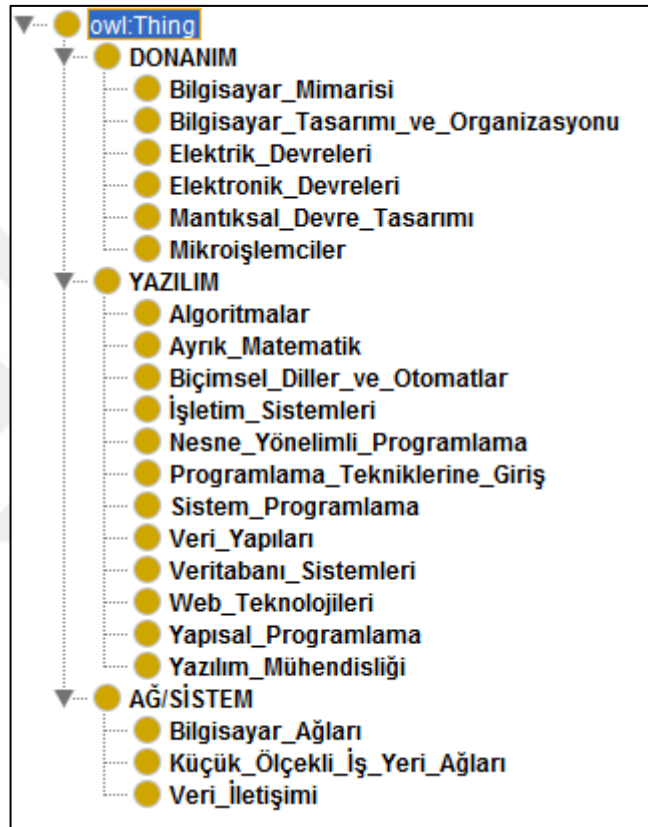 owl:Thing
DONANIM
Bilgisayar_Mimarisi
Bilgisayar_Tasarımı_ve_Organizasyonu
Elektrik_Devreleri
Elektronik_Devreleri
Mantıksal_Devre_Tasarımı
Mikroişlemciler
YAZILIM
Algoritmalar
Ayrık_Matematik
Biçimsel_Diller_ve_Otomatlar
İşletim_Sistemleri
Nesne_Yönelimli_Programlama
Programlama_Tekniklerine_Giriş
Sistem_Programlama
Veri_Yapıları
Veritabanı_Sistemleri
Web_Teknolojileri
Yapısal_Programlama
Yazılım_Mühendisliği
AĞ/SİSTEM
Bilgisayar_Ağları
Küçük_Ölçekli_İş_Yeri_Ağları
Veri_İletişimi